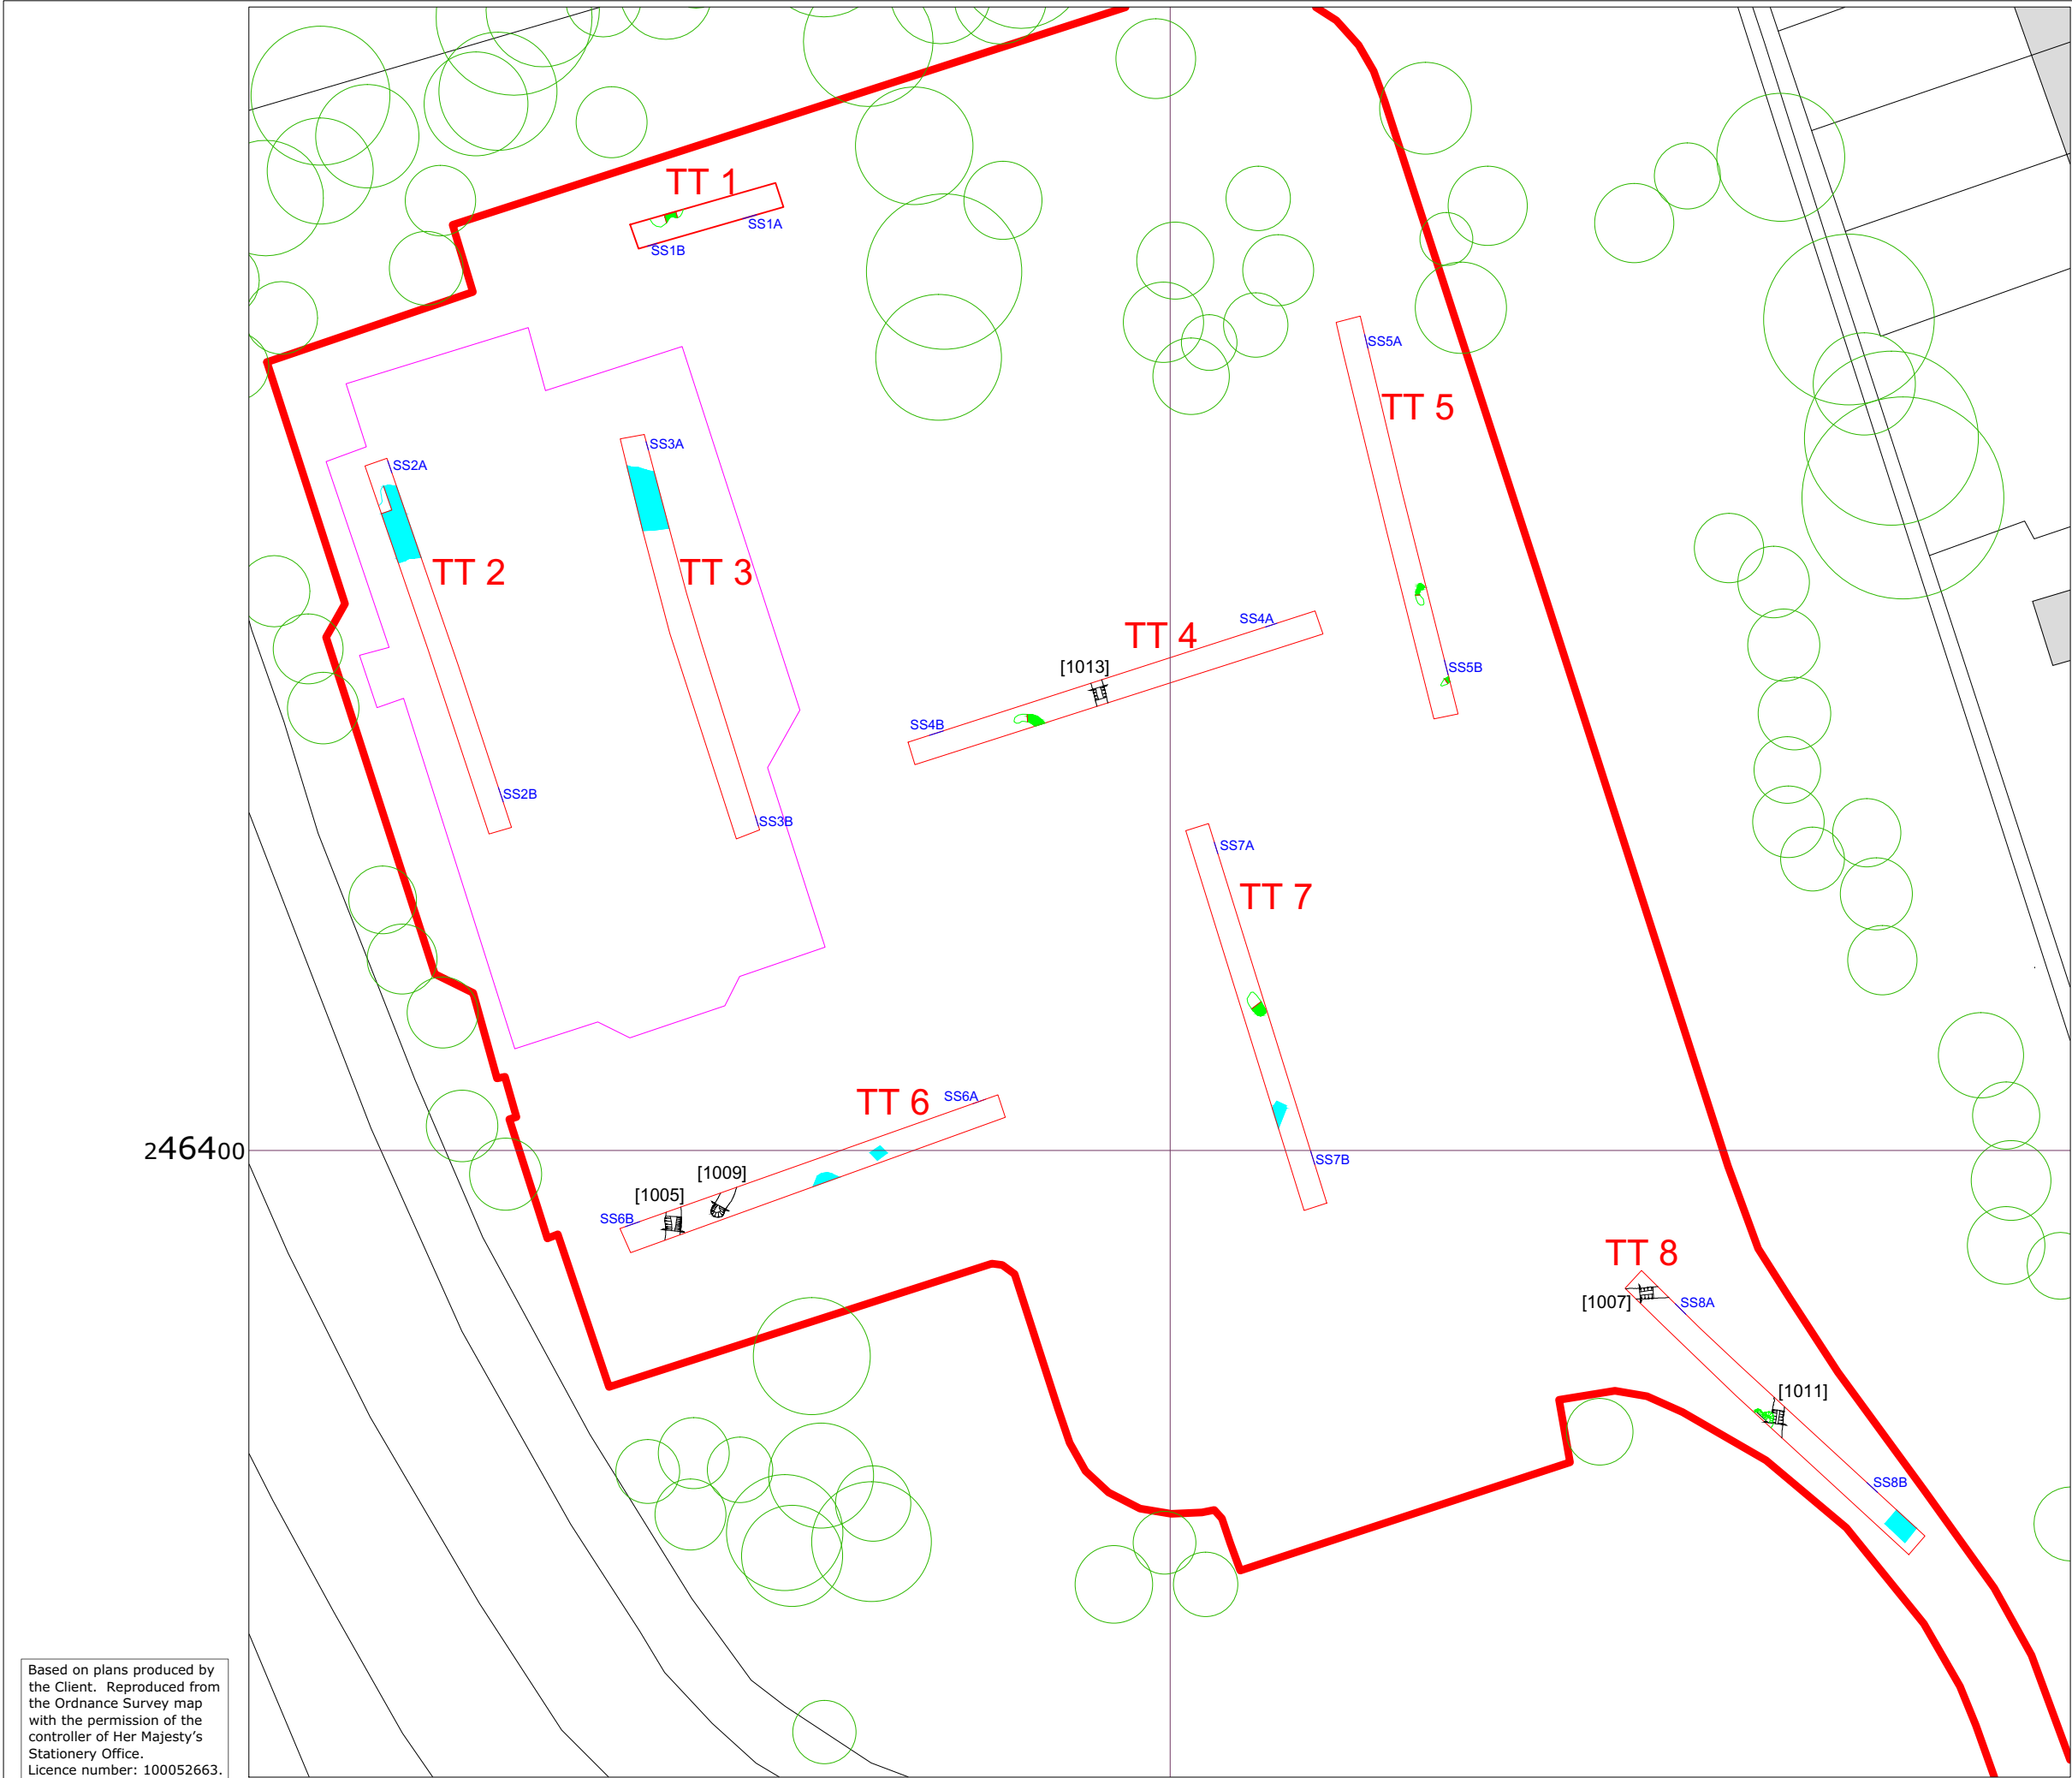 TT 1
SS1A
SS1B
SS5A
TT 5
SS3A
SS2A
TT 2
TT 3
SS4A
TT 4
[1013]
SS5B
SS4B
SS2B
SS3B
SS7A
TT 7
TT 6
SS6A
246400
SS7B
[1009]
[1005]
SS6B
TT 8
[1007]
SS8A
[1011]
SS8B
Based on plans produced by
the Client. Reproduced from
the Ordnance Survey map
with the permission of the
controller of Her Majesty's
Stationery Office.
Licence number: 100052663.